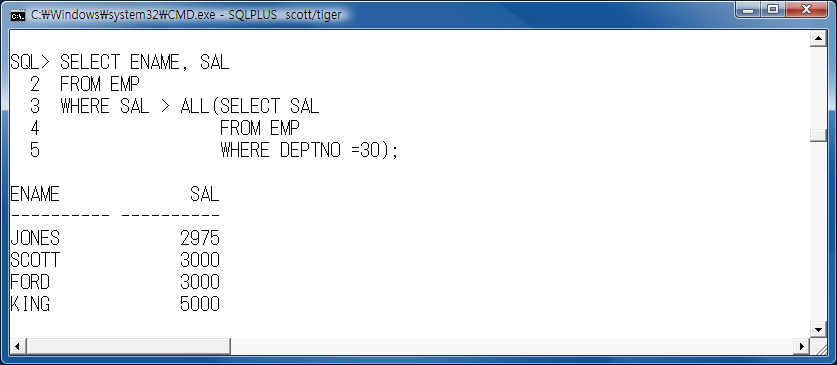 C:₩Windows₩system32₩CMD.exe - SQLPLUS scott/tiger
SQL> SELECT ENAME, SAL
2 FROM EMP
3 WHERE SAL > ALL(SELECT SAL
4 FROM EMP
5 WHERE DEPTNO =30);
ENAME SAL
---------- ----------
JONES 2975
SCOTT 3000
FORD 3000
KING 5000